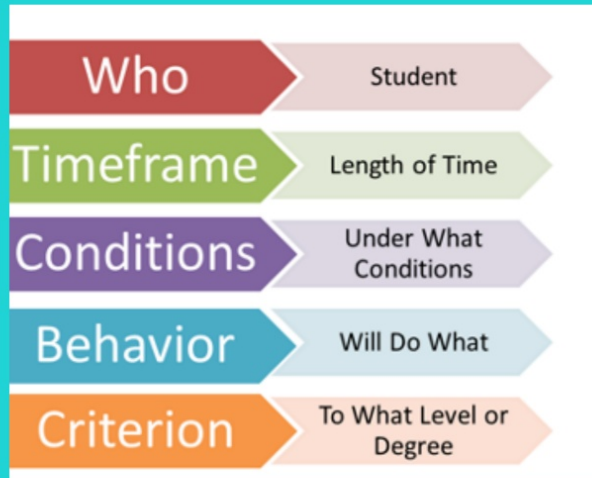 Who
Student
Timeframe
Length of Time
Conditions
Under What
Conditions
Behavior
Will Do What
Criterion
To What Level or
Degree